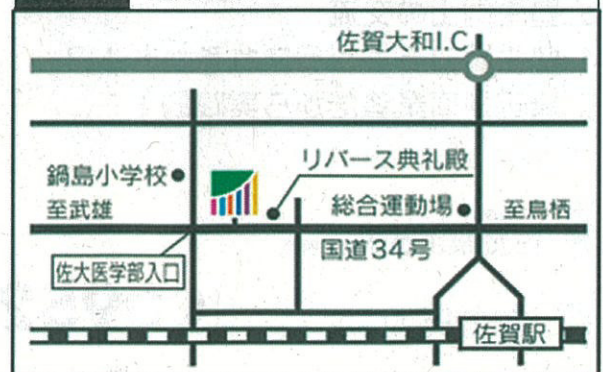 佐賀大和I.C
リバース典礼殿
鍋島小学校
至武雄
総合運動場
至鳥栖
国道34号
佐大医学部入口
佐賀駅